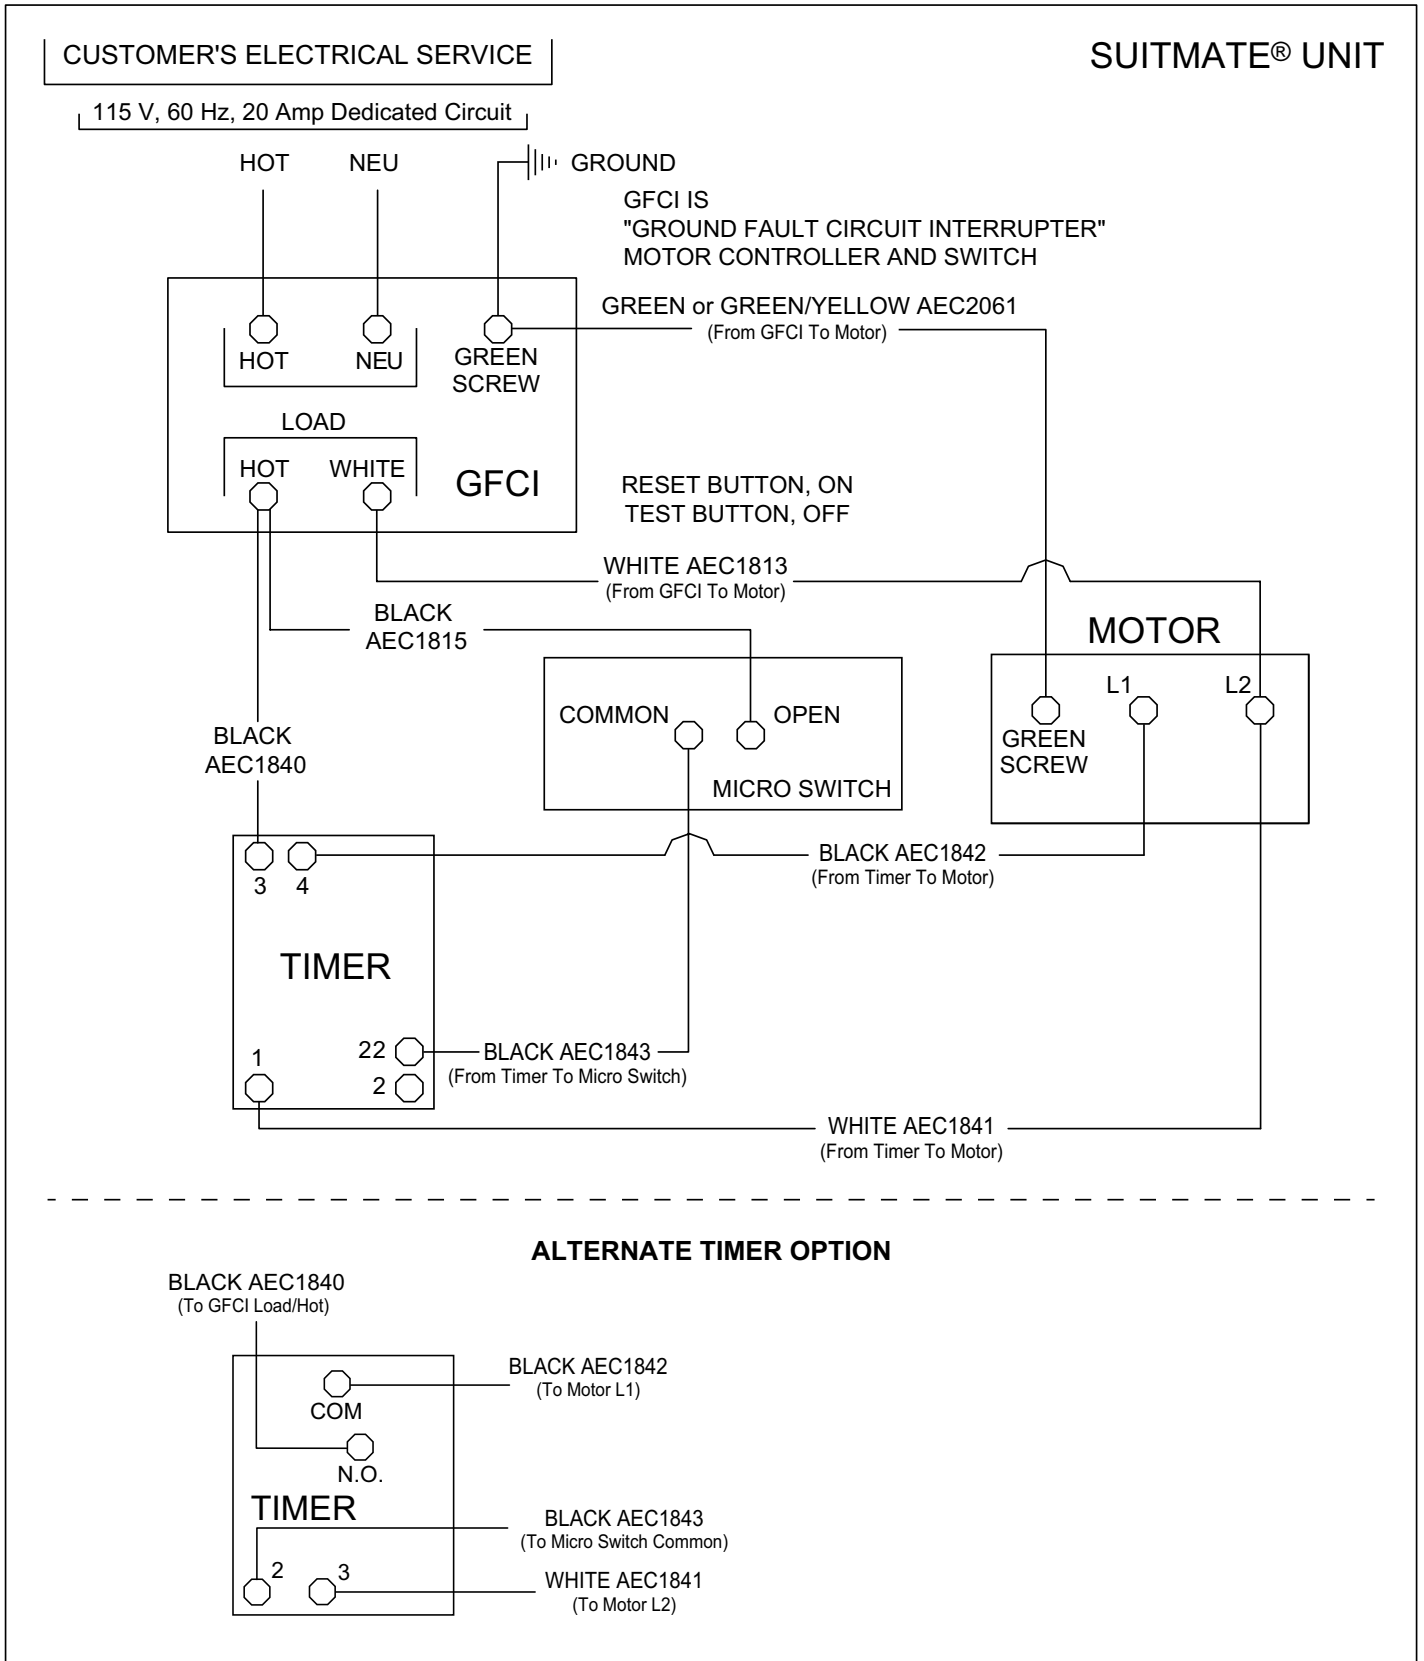 CUSTOMER'S ELECTRICAL SERVICE
SUITMATE® UNIT
115 V, 60 Hz, 20 Amp Dedicated Circuit
HOT
NEU
GROUND
GFCI IS
"GROUND FAULT CIRCUIT INTERRUPTER"
MOTOR CONTROLLER AND SWITCH
GREEN or GREEN/YELLOW AEC2061
(From GFCI To Motor)
HOT
NEU
GREEN
SCREW
LOAD
HOT
WHITE
GFCI
RESET BUTTON, ON
TEST BUTTON, OFF
WHITE AEC1813
(From GFCI To Motor)
BLACK
AEC1815
MOTOR
L1
L2
GREEN
SCREW
COMMON
OPEN
MICRO SWITCH
BLACK
AEC1840
BLACK AEC1842
(From Timer To Motor)
3
4
TIMER
1
22
2
BLACK AEC1843
(From Timer To Micro Switch)
WHITE AEC1841
(From Timer To Motor)
ALTERNATE TIMER OPTION
BLACK AEC1840
(To GFCI Load/Hot)
BLACK AEC1842
(To Motor L1)
COM
N.O.
TIMER
BLACK AEC1843
(To Micro Switch Common)
2
3
WHITE AEC1841
(To Motor L2)